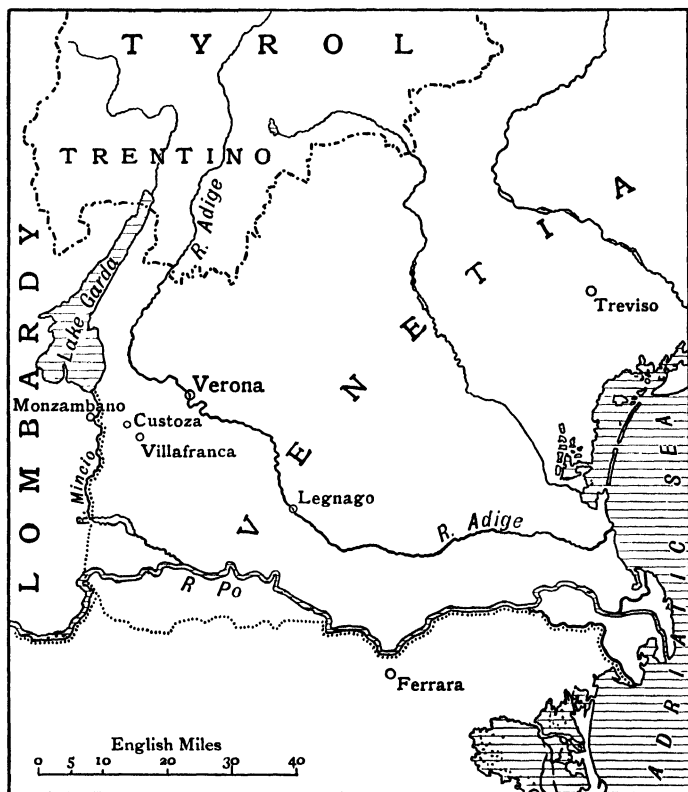 TYROL
TRENTINO
R. Adige
VENETIA
LOMBARDY
Lake Garda
Treviso
Verona
Monzambano
Custoza
Villafranca
R Mincio
Legnago
R. Adige
R Po
ADRIATIC SEA
Ferrara
English Miles
0 5 10 20 30 40